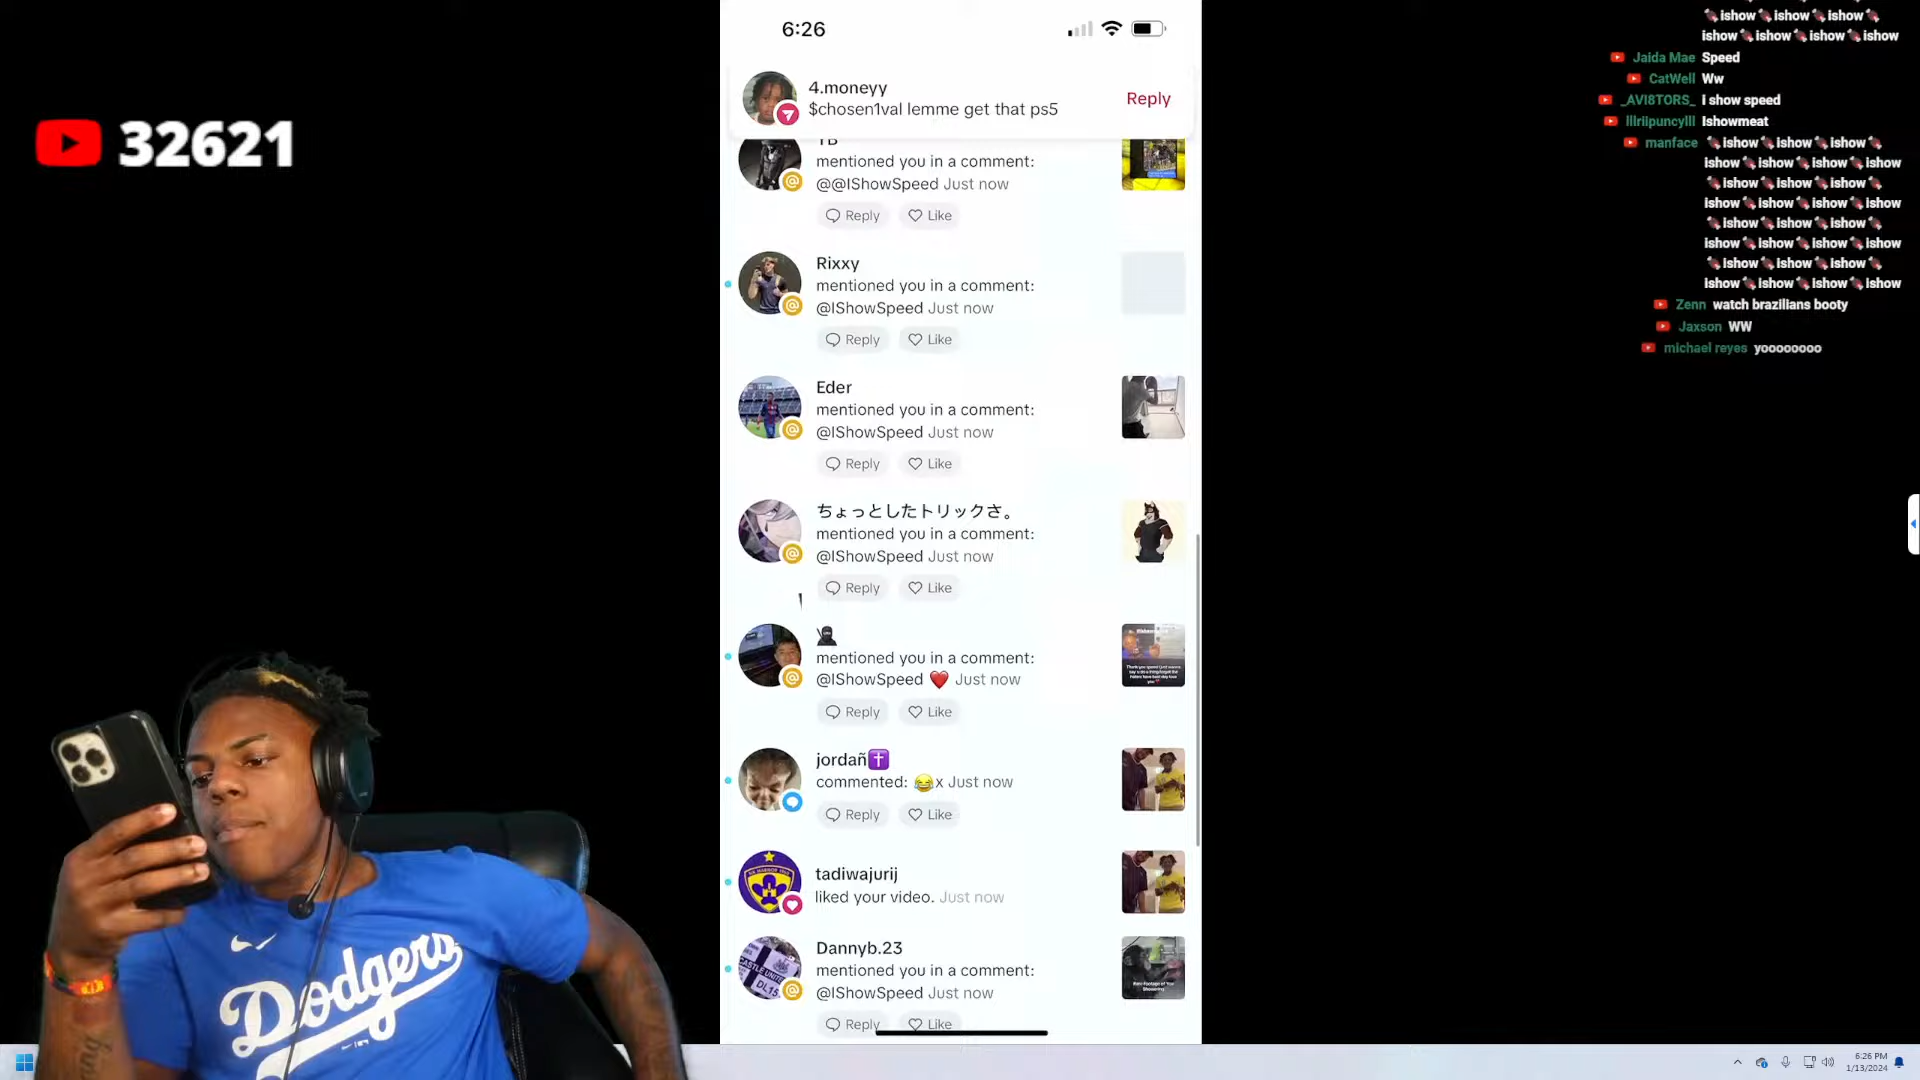 6:26
4.moneyy
$chosen1val lemme get that ps5
Reply
32621
YB
mentioned you in a comment:
@@IShowSpeed Just now
Reply Like
Rixxy
mentioned you in a comment:
@IShowSpeed Just now
Reply Like
Eder
mentioned you in a comment:
@IShowSpeed Just now
Reply Like
ちょっとしたトリックさ。
mentioned you in a comment:
@IShowSpeed Just now
Reply Like
🥷
mentioned you in a comment:
@IShowSpeed ❤️ Just now
Reply Like
jordañ✝️
commented: 😂x Just now
Reply Like
tadiwajurij
liked your video. Just now
Dannyb.23
mentioned you in a comment:
@IShowSpeed Just now
Reply Like
Dodgers
CASTLE UNITED
DL15
🍫ishow🍫ishow🍫ishow🍫
ishow🍫ishow🍫ishow🍫ishow
Jaida Mae Speed
CatWell Ww
_AVI8TORS_ I show speed
lllriipuncylll Ishowmeat
manface 🍫ishow🍫ishow🍫ishow🍫
ishow🍫ishow🍫ishow🍫ishow
🍫ishow🍫ishow🍫ishow🍫
ishow🍫ishow🍫ishow🍫ishow
🍫ishow🍫ishow🍫ishow🍫
ishow🍫ishow🍫ishow🍫ishow
🍫ishow🍫ishow🍫ishow🍫
ishow🍫ishow🍫ishow🍫ishow
Zenn watch brazilians booty
Jaxson WW
michael reyes yoooooooo
6:26 PM
1/13/2024